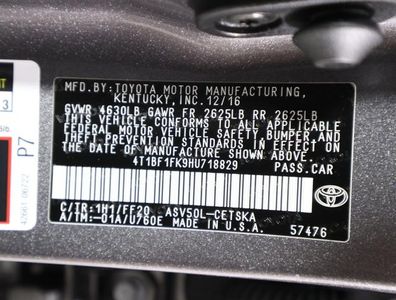 MFD.BY: TOYOTA MOTOR MANUFACTURING,
KENTUCKY, INC. 12/16
GVWR 4630LB GAWR FR 2625LB RR 2625LB
THIS VEHICLE CONFORMS TO ALL APPLICABLE
FEDERAL MOTOR VEHICLE SAFETY, BUMPER, AND
THEFT PREVENTION STANDARDS IN EFFECT ON
THE DATE OF MANUFACTURE SHOWN ABOVE.
4T1BF1FK9HU718829 PASS.CAR
C/TR: 1H1/FF20 ASV50L-CETSKA
A/TM: -01A/U760E MADE IN U.S.A. 57476
TOYOTA
P7